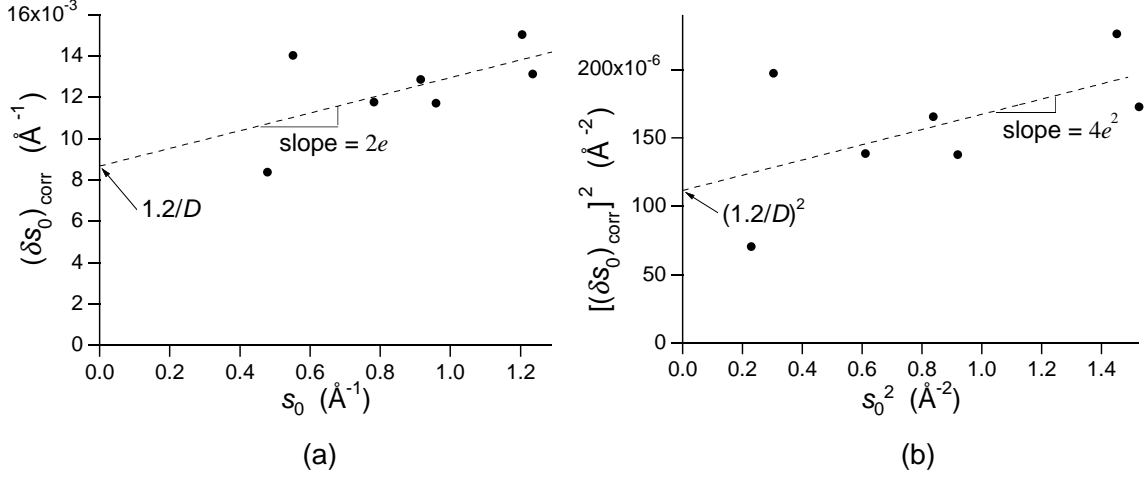 16x10⁻³
14
12
10
8
6
4
2
0
(δs₀)corr (Å⁻¹)
slope = 2e
1.2/D
0.0 0.2 0.4 0.6 0.8 1.0 1.2
s₀ (Å⁻¹)
(a)
200x10⁻⁶
150
100
50
0
[(δs₀)corr]² (Å⁻²)
slope = 4e²
(1.2/D)²
0.0 0.2 0.4 0.6 0.8 1.0 1.2 1.4
s₀² (Å⁻²)
(b)